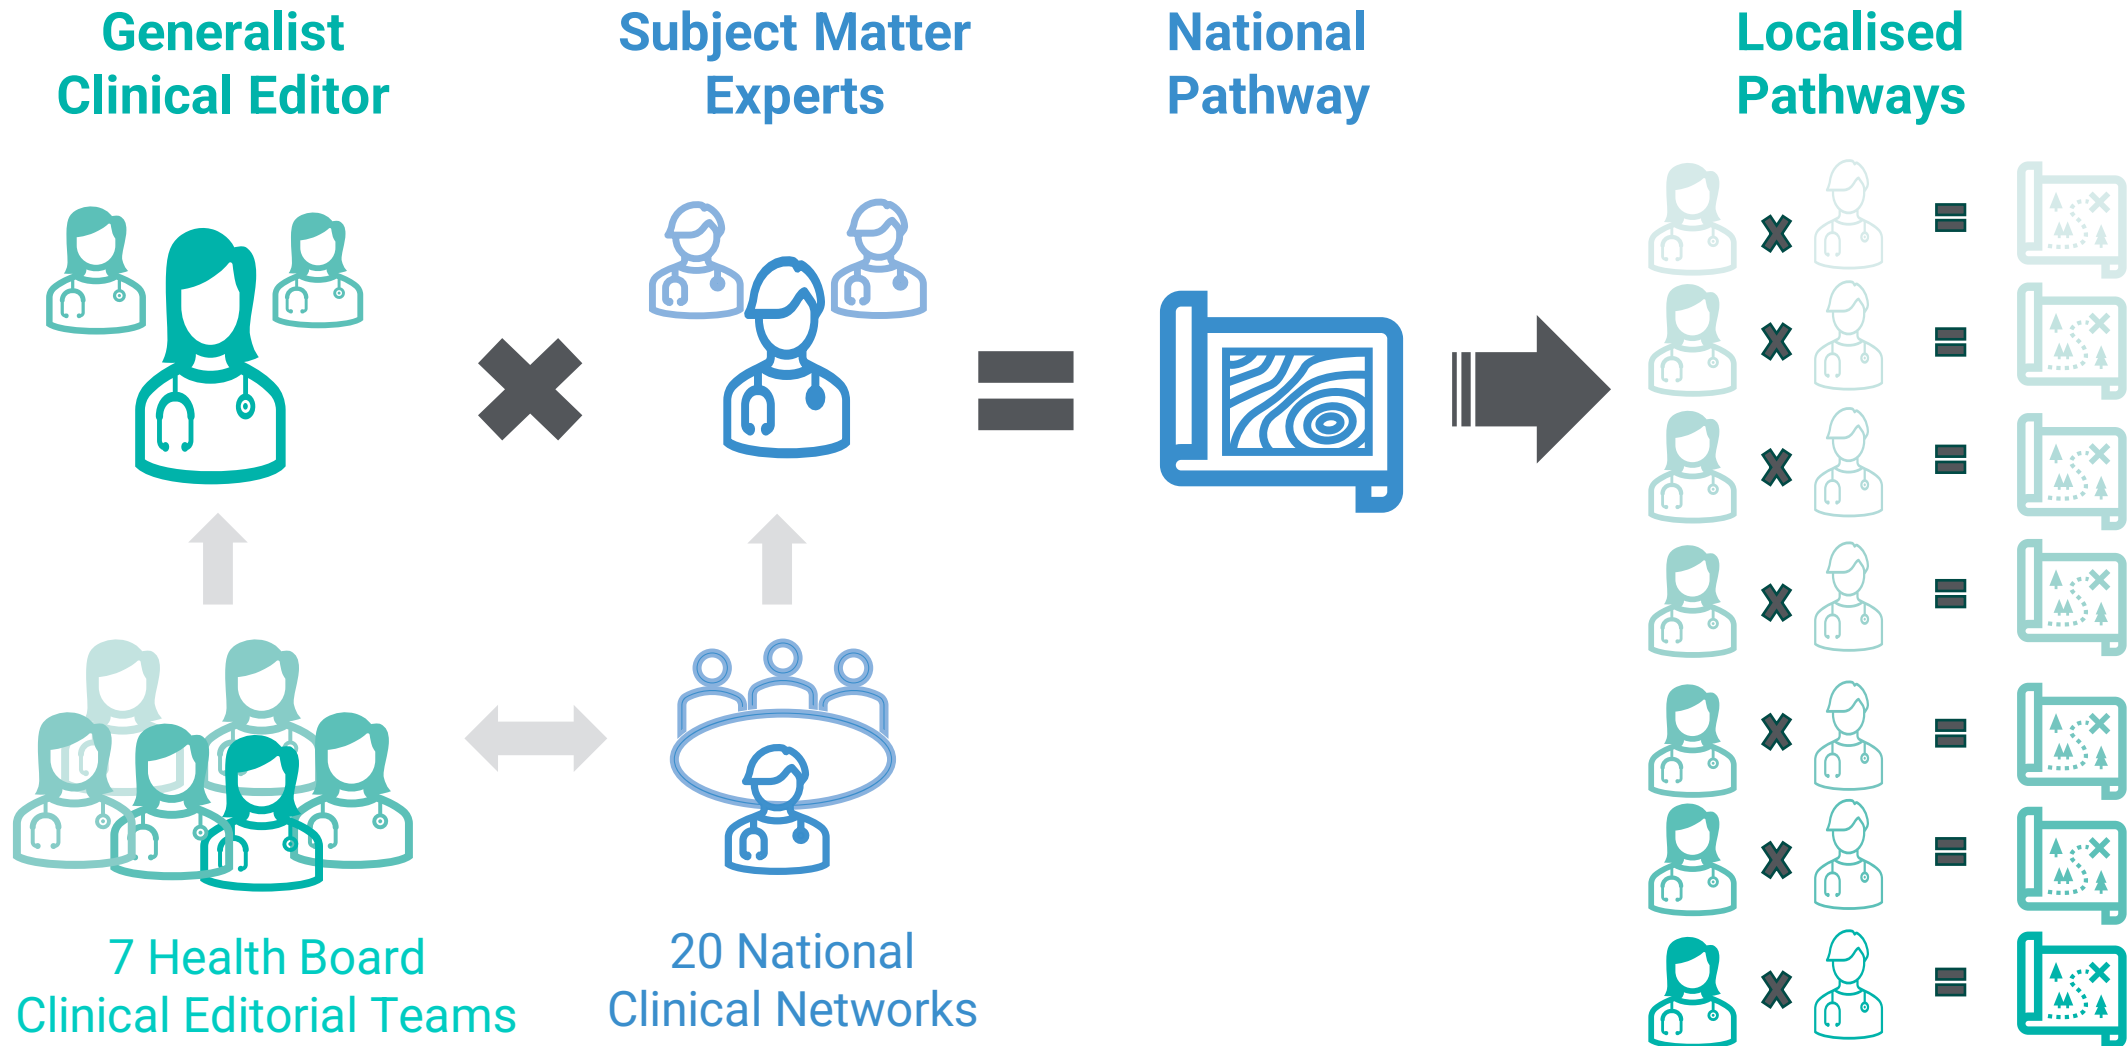 Generalist
Clinical Editor
Subject Matter
Experts
National
Pathway
Localised
Pathways
7 Health Board
Clinical Editorial Teams
20 National
Clinical Networks